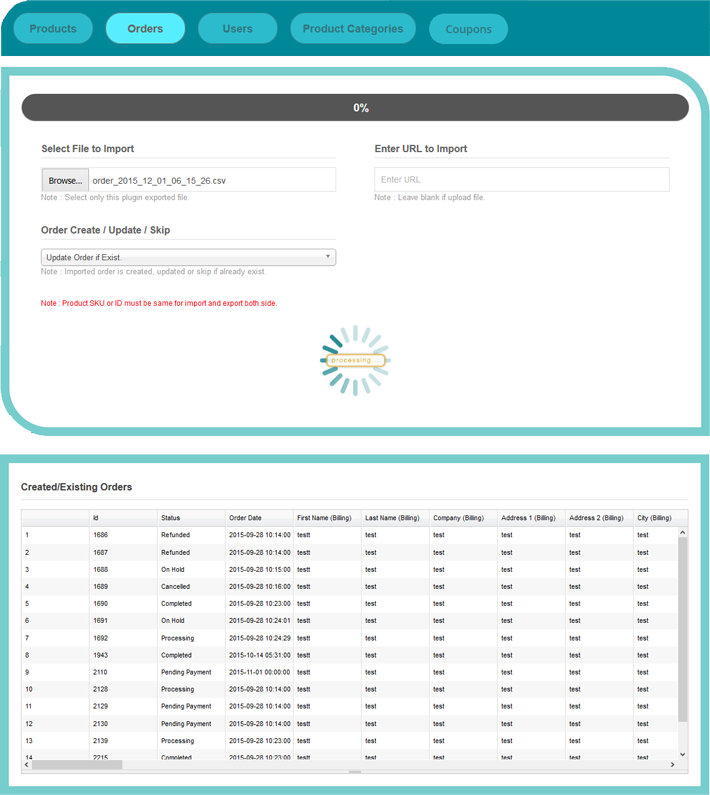 Products Orders Users Product Categories Coupons
0%
Select File to Import
Browse... order_2015_12_01_06_15_26.csv
Note : Select only this plugin exported file.
Enter URL to Import
Enter URL
Note : Leave blank if upload file.
Order Create / Update / Skip
Update Order if Exist.
Note : Imported order is created, updated or skip if already exist.
Note : Product SKU or ID must be same for import and export both side.
processing...
Created/Existing Orders
Id Status Order Date First Name (Billing) Last Name (Billing) Company (Billing) Address 1 (Billing) Address 2 (Billing) City (Billing)
1 1686 Refunded 2015-09-28 10:14:00 testt test test test test test
2 1687 Refunded 2015-09-28 10:14:00 testt test test test test test
3 1688 On Hold 2015-09-28 10:15:00 testt test test test test test
4 1689 Cancelled 2015-09-28 10:16:00 testt test test test test test
5 1690 Completed 2015-09-28 10:23:00 testt test test test test test
6 1691 On Hold 2015-09-28 10:24:01 testt test test test test test
7 1692 Processing 2015-09-28 10:24:29 testt test test test test test
8 1943 Completed 2015-10-14 05:31:00 testt test test test test test
9 2110 Pending Payment 2015-11-01 00:00:00 testt test test test test test
10 2128 Processing 2015-09-28 10:14:00 testt test test test test test
11 2129 Pending Payment 2015-09-28 10:14:00 testt test test test test test
12 2130 Pending Payment 2015-09-28 10:14:00 testt test test test test test
13 2139 Processing 2015-09-28 10:23:00 testt test test test test test
14 2215 Completed 2015-09-28 10:23:00 testt test test test test test